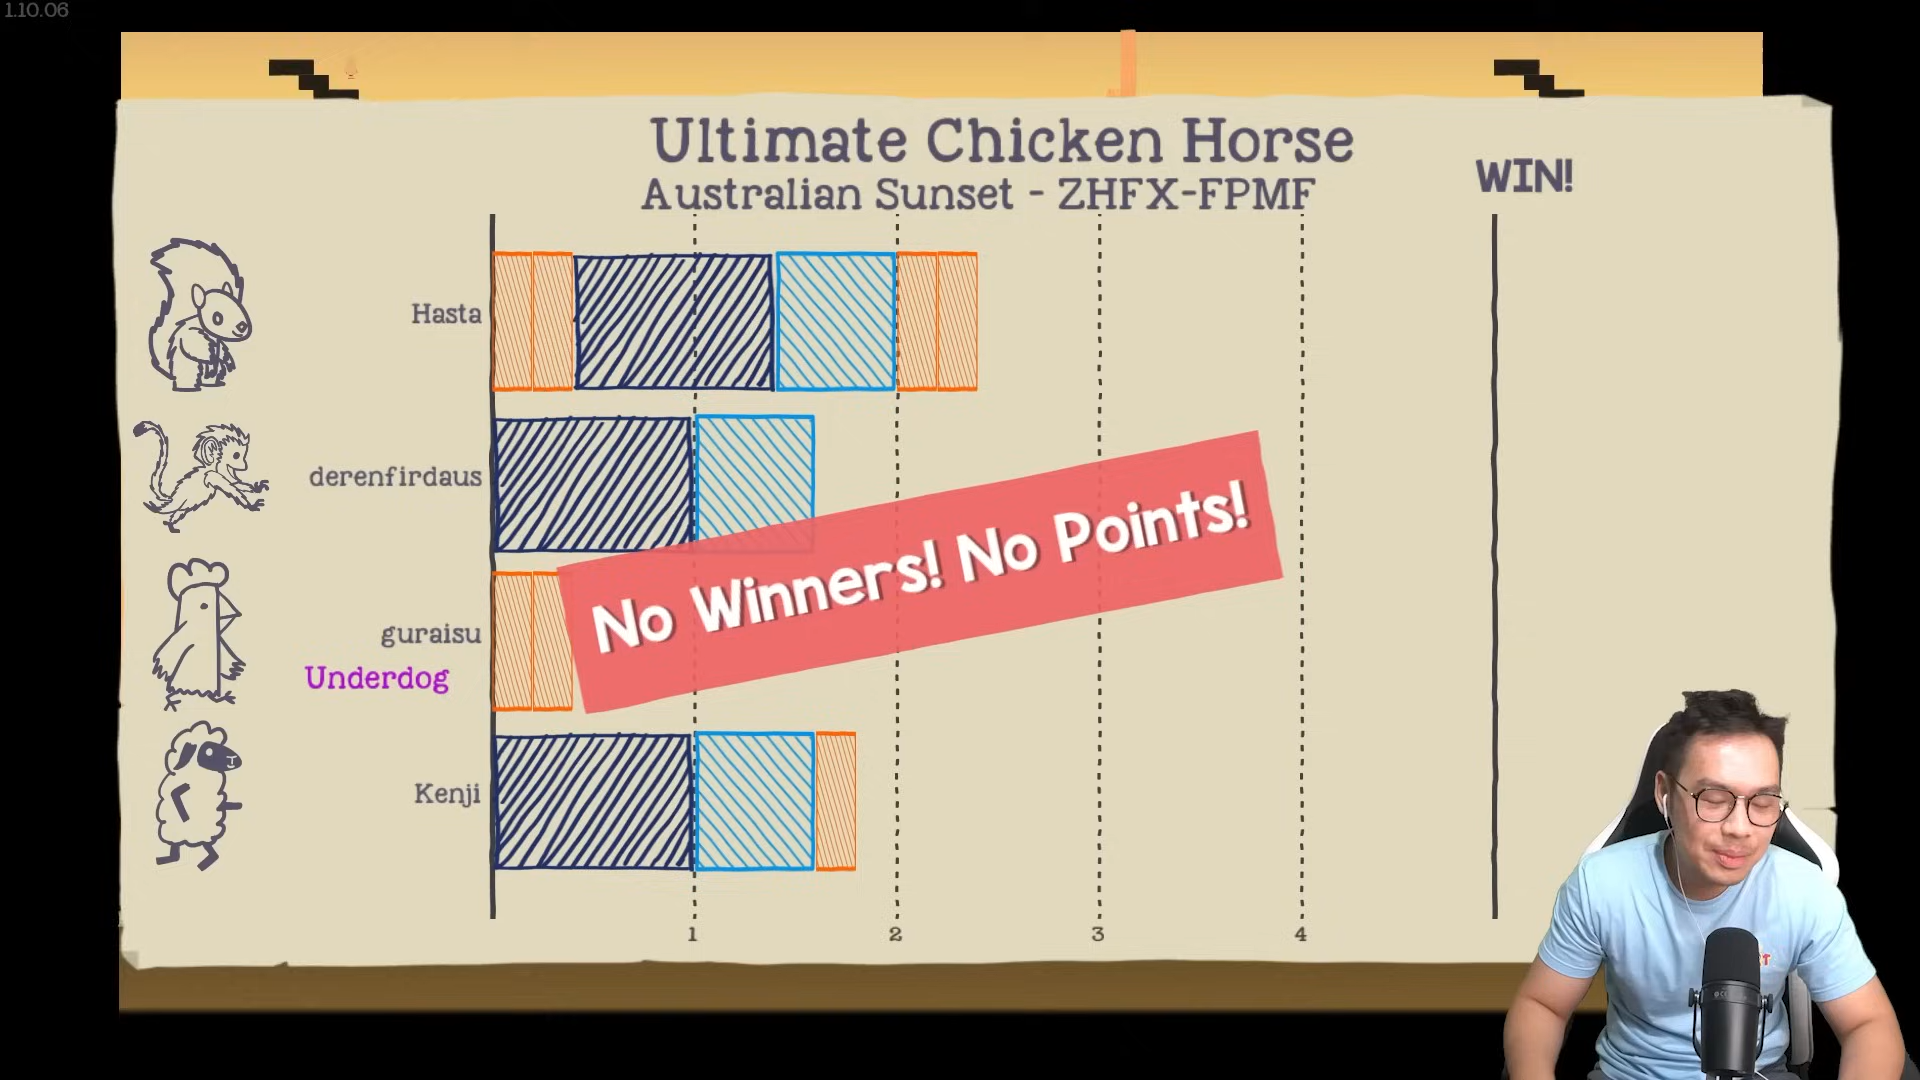 1.10.06
Ultimate Chicken Horse
Australian Sunset - ZHFX-FPMF
WIN!
Hasta
derenfirdaus
guraisu
Underdog
Kenji
No Winners! No Points!
1 2 3 4